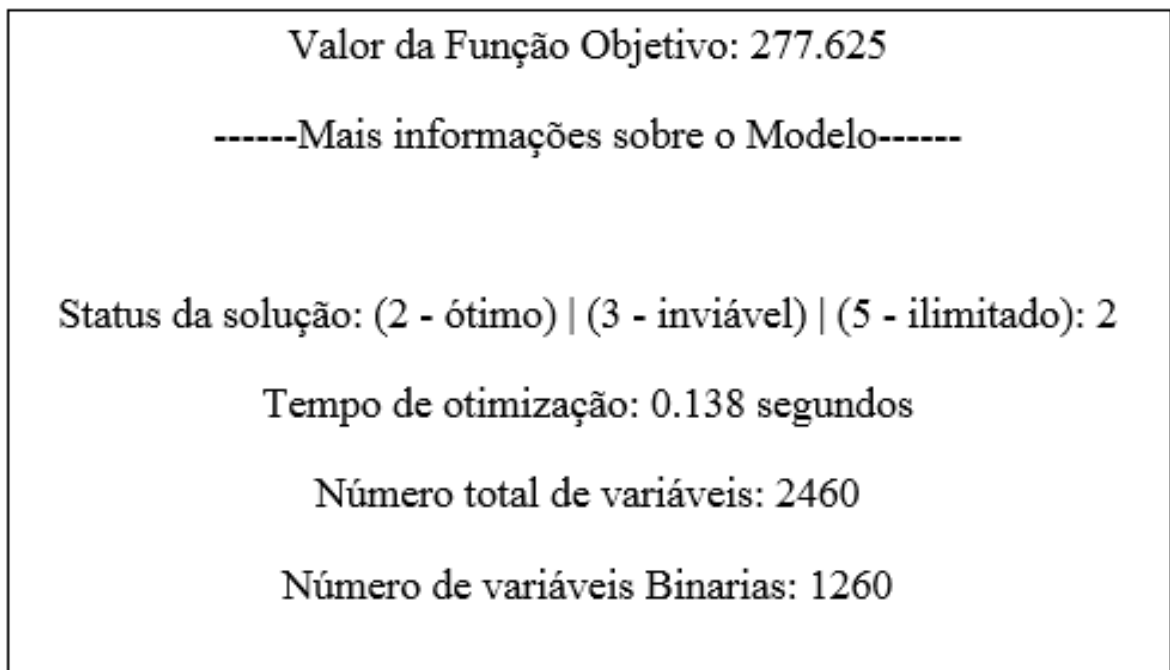 Valor da Função Objetivo: 277.625
------Mais informações sobre o Modelo------
Status da solução: (2 - ótimo) | (3 - inviável) | (5 - ilimitado): 2
Tempo de otimização: 0.138 segundos
Número total de variáveis: 2460
Número de variáveis Binarias: 1260